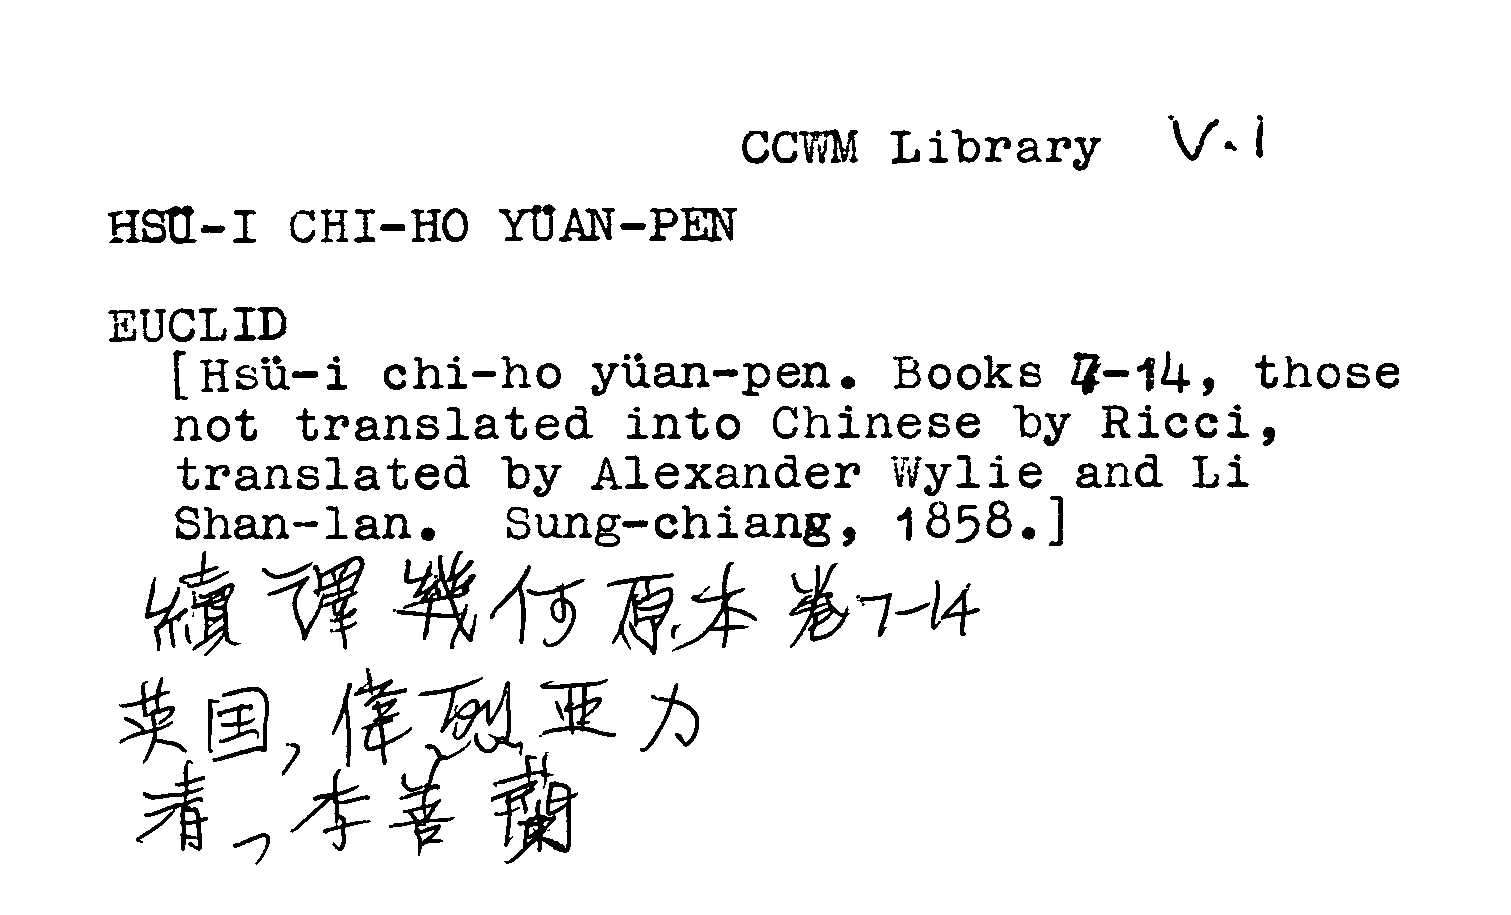 CCWM Library V.1
HSÜ-I CHI-HO YÜAN-PEN
EUCLID
[Hsü-i chi-ho yüan-pen. Books 7-14, those
not translated into Chinese by Ricci,
translated by Alexander Wylie and Li
Shan-lan. Sung-chiang, 1858.]
續譯幾何原本卷7-14
英国,偉烈亜力
清,李善蘭